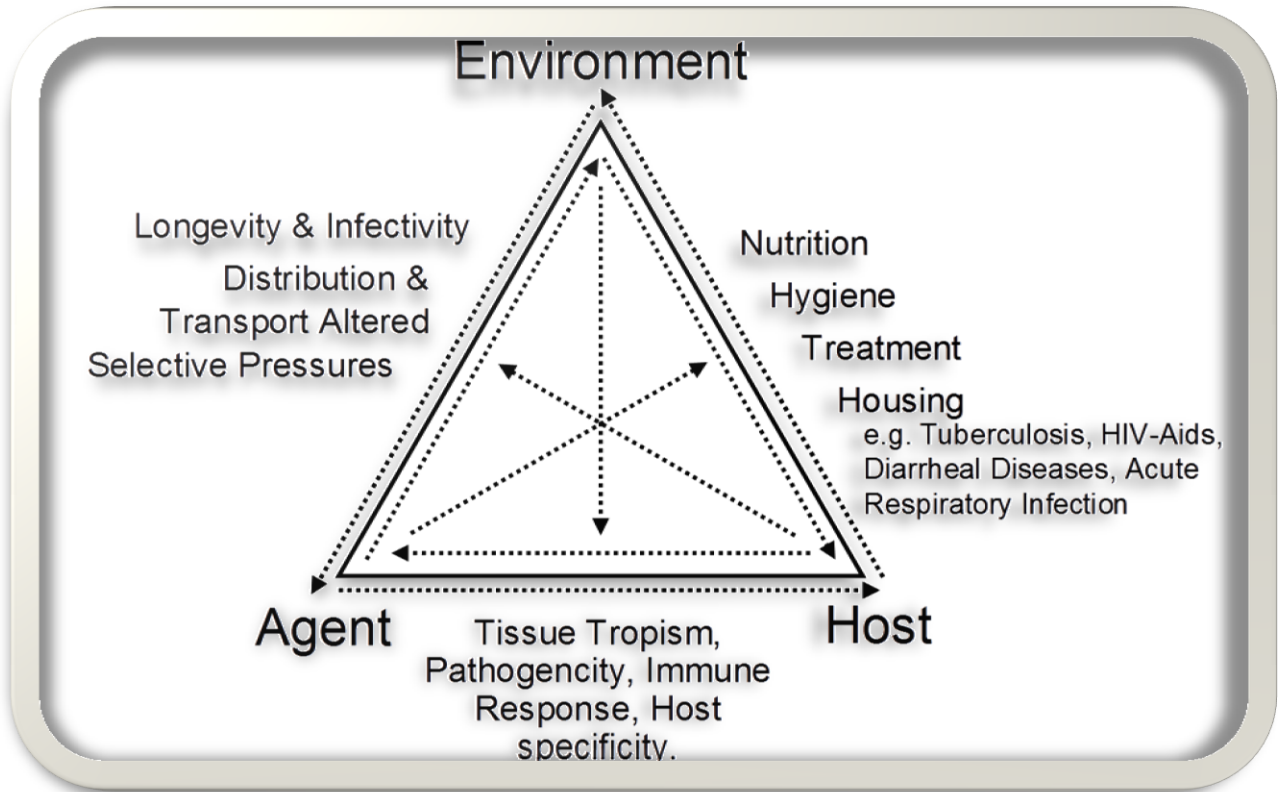 Environment
Longevity & Infectivity
Distribution &
Transport Altered
Selective Pressures
Nutrition
Hygiene
Treatment
Housing
e.g. Tuberculosis, HIV-Aids,
Diarrheal Diseases, Acute
Respiratory Infection
Agent
Host
Tissue Tropism,
Pathogencity, Immune
Response, Host
specificity.